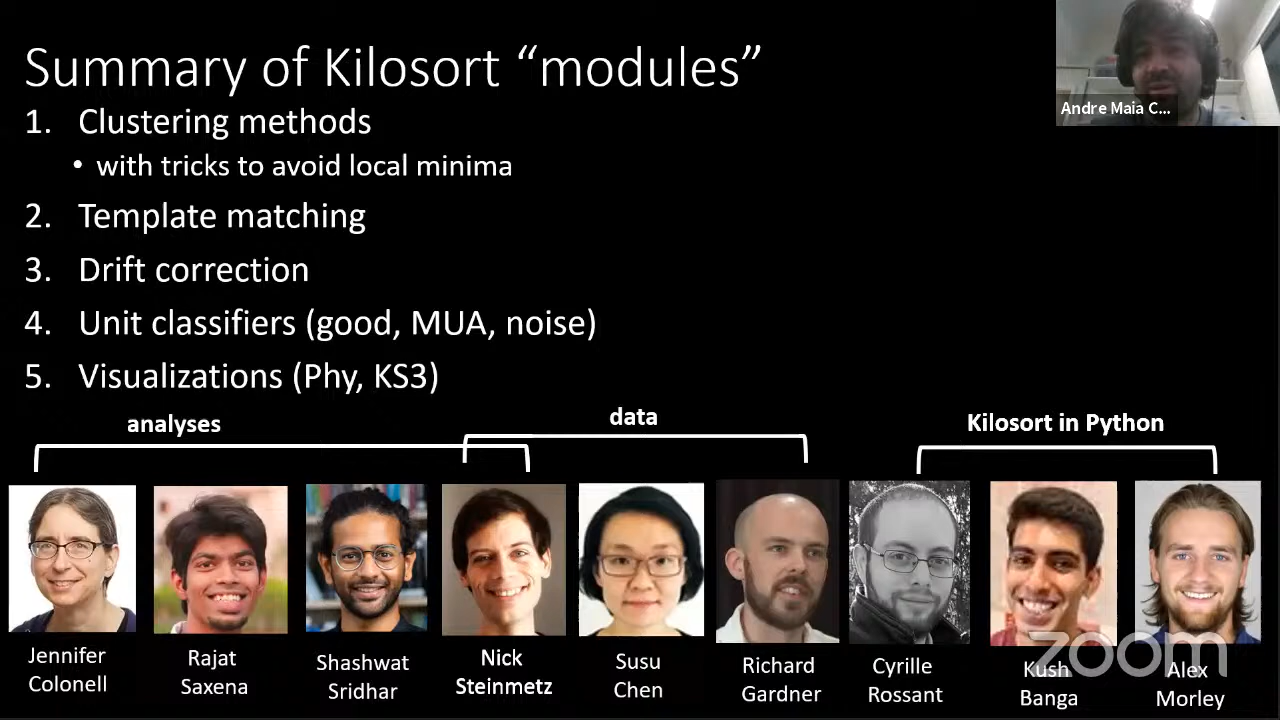 Summary of Kilosort “modules”
Andre Maia C...
1. Clustering methods
• with tricks to avoid local minima
2. Template matching
3. Drift correction
4. Unit classifiers (good, MUA, noise)
5. Visualizations (Phy, KS3)
analyses
data
Kilosort in Python
Jennifer
Colonell
Rajat
Saxena
Shashwat
Sridhar
Nick
Steinmetz
Susu
Chen
Richard
Gardner
Cyrille
Rossant
Kush
Banga
Alex
Morley
zoom